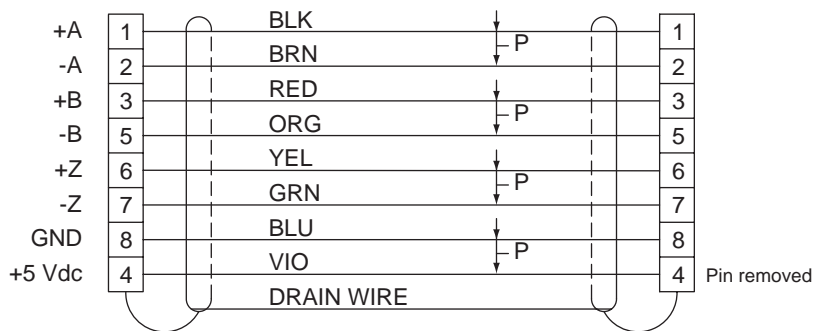 +A 1 BLK 1
P
-A 2 BRN 2
+B 3 RED 3
P
-B 5 ORG 5
+Z 6 YEL 6
P
-Z 7 GRN 7
GND 8 BLU 8
P
+5 Vdc 4 VIO 4 Pin removed
DRAIN WIRE